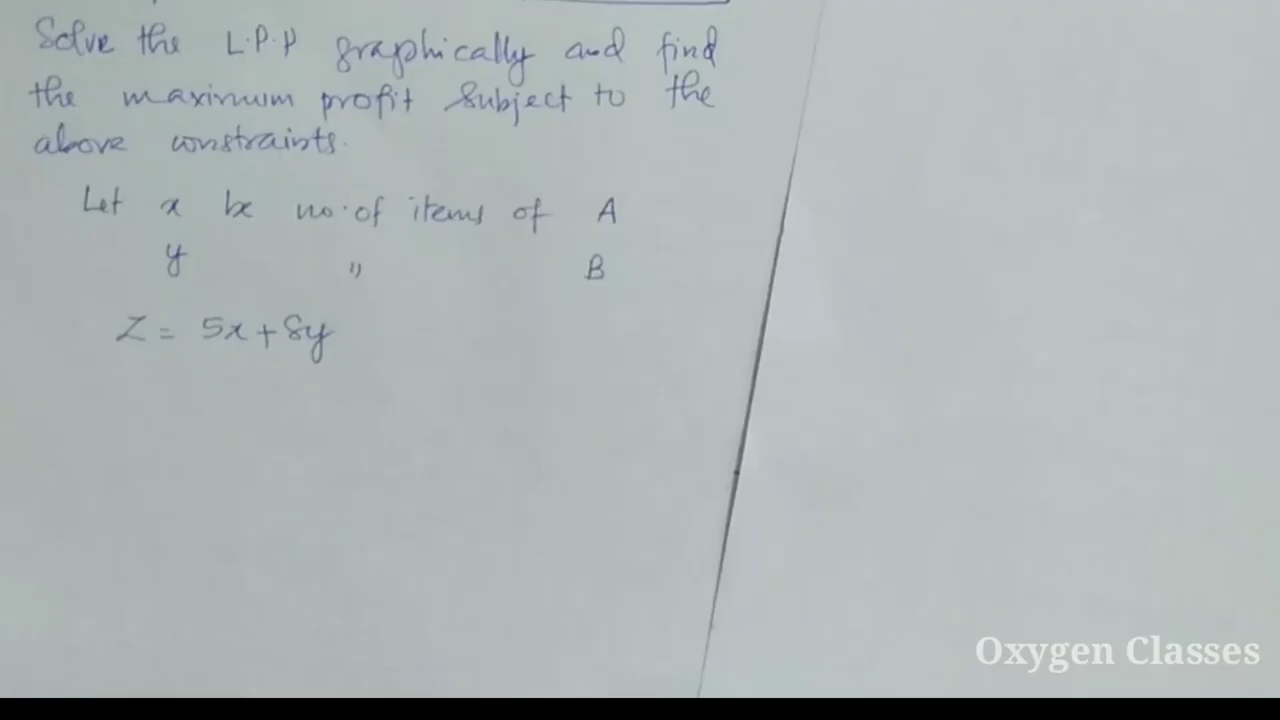 Solve the L.P.P graphically and find
the maximum profit subject to the
above constraints.
Let x be no. of items of A
y " B
Z = 5x + 8y
Oxygen Classes